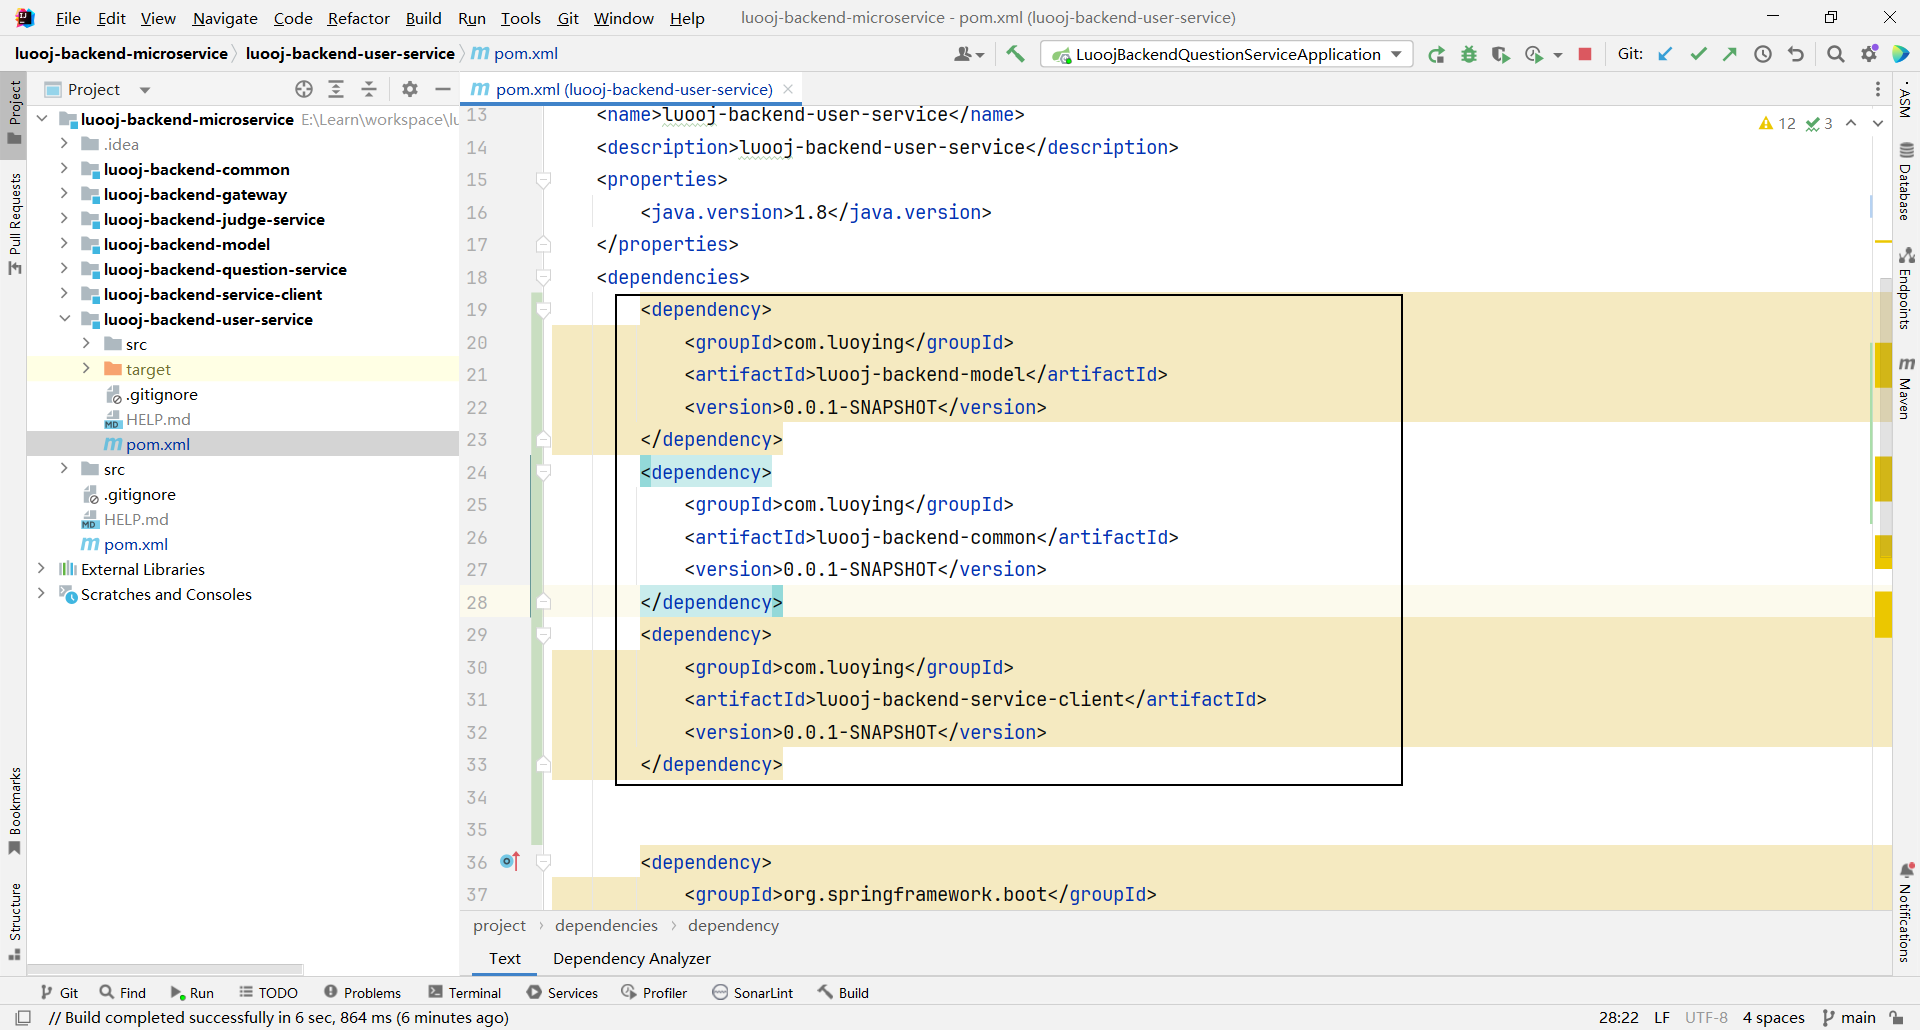 File Edit View Navigate Code Refactor Build Run Tools Git Window Help luooj-backend-microservice - pom.xml (luooj-backend-user-service)
luooj-backend-microservice luooj-backend-user-service m pom.xml
LuoojBackendQuestionServiceApplication Git:
Project
pom.xml (luooj-backend-user-service)
luooj-backend-microservice E:\Learn\workspace\lu
.idea
luooj-backend-common
luooj-backend-gateway
luooj-backend-judge-service
luooj-backend-model
luooj-backend-question-service
luooj-backend-service-client
luooj-backend-user-service
src
target
.gitignore
HELP.md
pom.xml
src
.gitignore
HELP.md
pom.xml
External Libraries
Scratches and Consoles
Project
Pull Requests
Bookmarks
Structure
12 3
13 <name>luooj-backend-user-service</name>
14 <description>luooj-backend-user-service</description>
15 <properties>
16 <java.version>1.8</java.version>
17 </properties>
18 <dependencies>
19 <dependency>
20 <groupId>com.luoying</groupId>
21 <artifactId>luooj-backend-model</artifactId>
22 <version>0.0.1-SNAPSHOT</version>
23 </dependency>
24 <dependency>
25 <groupId>com.luoying</groupId>
26 <artifactId>luooj-backend-common</artifactId>
27 <version>0.0.1-SNAPSHOT</version>
28 </dependency>
29 <dependency>
30 <groupId>com.luoying</groupId>
31 <artifactId>luooj-backend-service-client</artifactId>
32 <version>0.0.1-SNAPSHOT</version>
33 </dependency>
34
35
36 <dependency>
37 <groupId>org.springframework.boot</groupId>
project › dependencies › dependency
Text Dependency Analyzer
ASM
Database
Endpoints
Maven
Notifications
Git Find Run TODO Problems Terminal Services Profiler SonarLint Build
// Build completed successfully in 6 sec, 864 ms (6 minutes ago) 28:22 LF UTF-8 4 spaces main